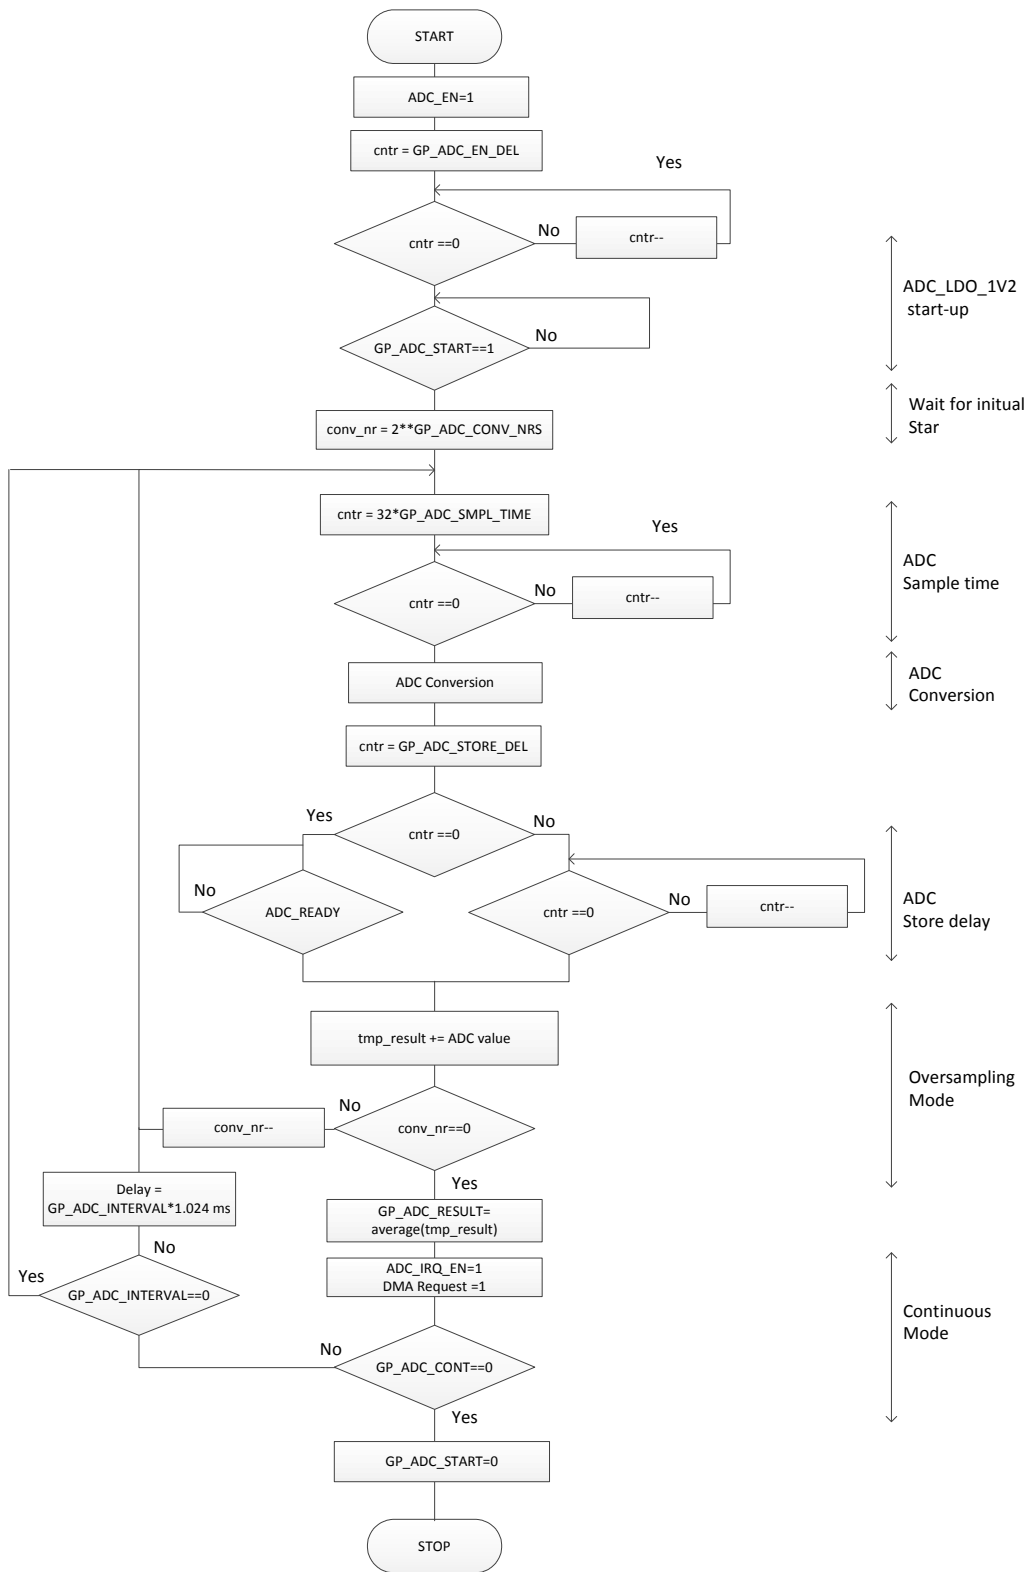 START
ADC_EN=1
cntr = GP_ADC_EN_DEL
Yes
cntr ==0
No
cntr--
ADC_LDO_1V2
start-up
GP_ADC_START==1
No
Wait for initual
Star
conv_nr = 2**GP_ADC_CONV_NRS
cntr = 32*GP_ADC_SMPL_TIME
Yes
cntr ==0
No
cntr--
ADC
Sample time
ADC Conversion
ADC
Conversion
cntr = GP_ADC_STORE_DEL
Yes
cntr ==0
No
No
ADC_READY
cntr ==0
No
cntr--
ADC
Store delay
tmp_result += ADC value
Oversampling
Mode
conv_nr--
No
conv_nr==0
Yes
Delay =
GP_ADC_INTERVAL*1.024 ms
GP_ADC_RESULT=
average(tmp_result)
No
Yes
GP_ADC_INTERVAL==0
ADC_IRQ_EN=1
DMA Request =1
Continuous
Mode
No
GP_ADC_CONT==0
Yes
GP_ADC_START=0
STOP